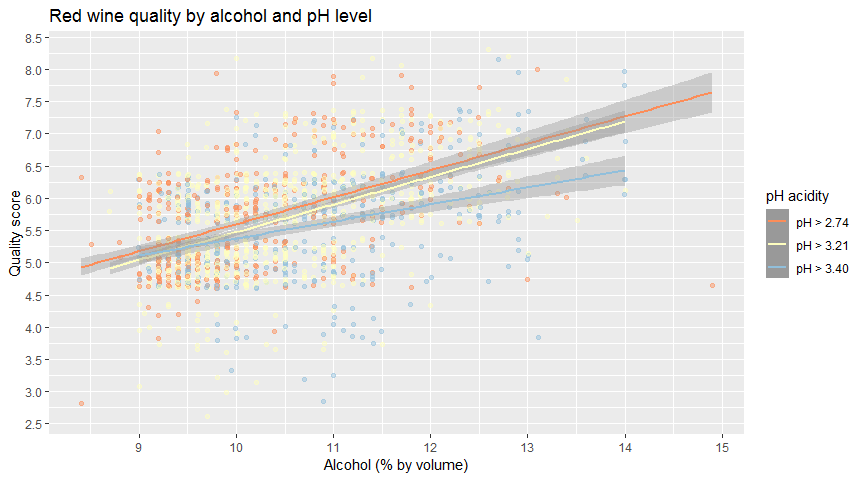 Red wine quality by alcohol and pH level
8.5
8.0
7.5
7.0
6.5
6.0
5.5
5.0
4.5
4.0
3.5
3.0
2.5
Quality score
9 10 11 12 13 14 15
Alcohol (% by volume)
pH acidity
pH > 2.74
pH > 3.21
pH > 3.40